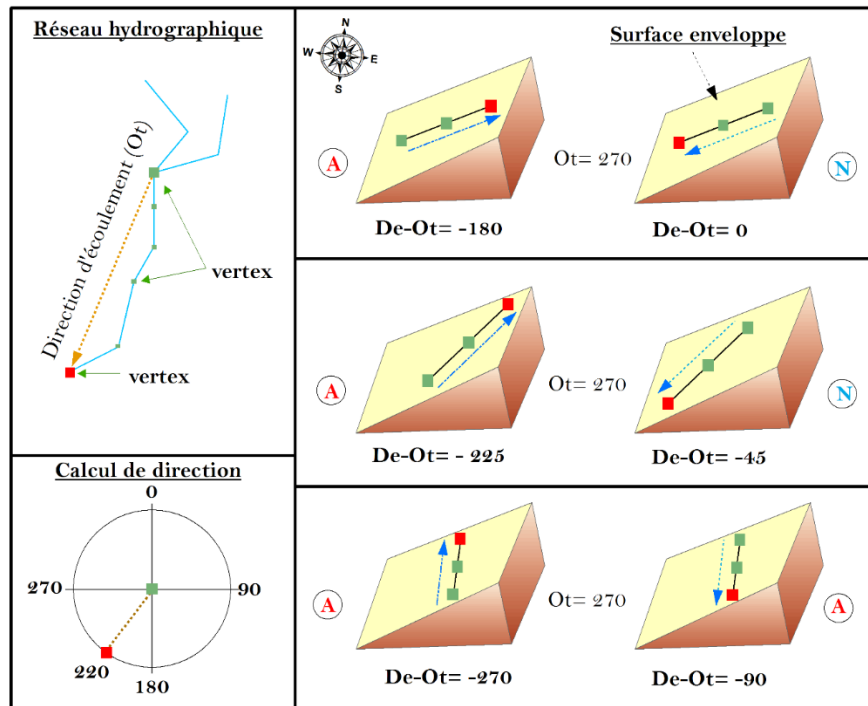 Réseau hydrographique
Direction d'écoulement (Ot)
vertex
vertex
Calcul de direction
0
270
90
220
180
N
W
E
S
Surface enveloppe
A
Ot= 270
N
De-Ot= -180
De-Ot= 0
A
Ot= 270
N
De-Ot= - 225
De-Ot= -45
A
Ot= 270
A
De-Ot= -270
De-Ot= -90